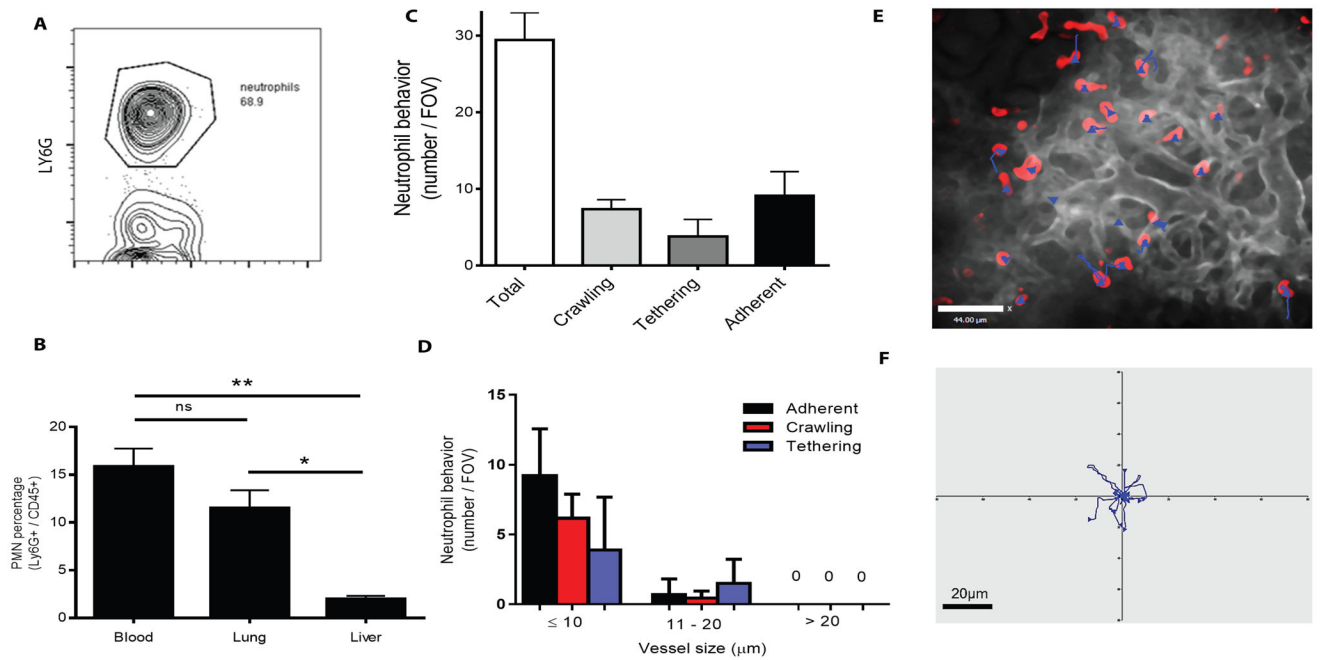 A
LY6G
neutrophils
68.9
B
PMN percentage
(Ly6G+ / CD45+)
20
15
10
5
0
**
ns
*
Blood
Lung
Liver
C
Neutrophil behavior
(number / FOV)
30
20
10
0
Total
Crawling
Tethering
Adherent
D
Neutrophil behavior
(number / FOV)
15
10
5
0
Adherent
Crawling
Tethering
0 0 0
≤ 10
11 - 20
> 20
Vessel size (μm)
E
x
44.00 μm
F
20μm